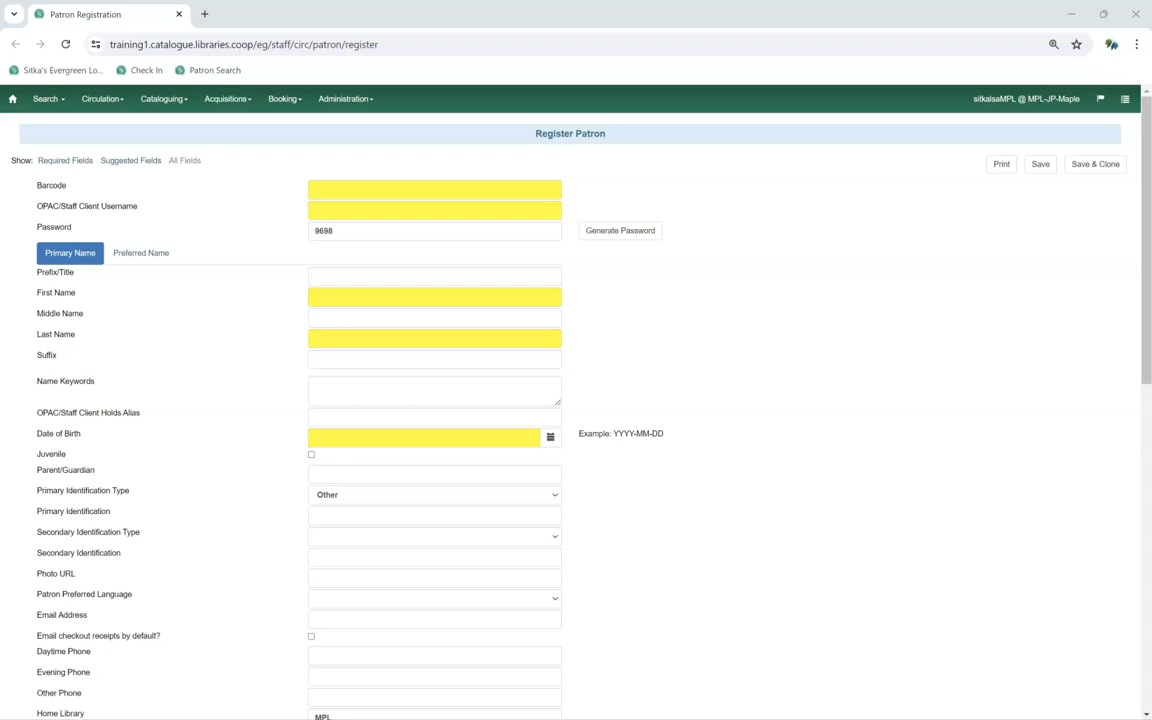 Patron Registration
training1.catalogue.libraries.coop/eg/staff/circ/patron/register
Sitka's Evergreen Lo... Check In Patron Search
Search Circulation Cataloguing Acquisitions Booking Administration sitkalsaMPL @ MPL-JP-Maple
Register Patron
Show: Required Fields Suggested Fields All Fields Print Save Save & Clone
Barcode
OPAC/Staff Client Username
Password 9698 Generate Password
Primary Name Preferred Name
Prefix/Title
First Name
Middle Name
Last Name
Suffix
Name Keywords
OPAC/Staff Client Holds Alias
Date of Birth Example: YYYY-MM-DD
Juvenile
Parent/Guardian
Primary Identification Type Other
Primary Identification
Secondary Identification Type
Secondary Identification
Photo URL
Patron Preferred Language
Email Address
Email checkout receipts by default?
Daytime Phone
Evening Phone
Other Phone
Home Library MPL